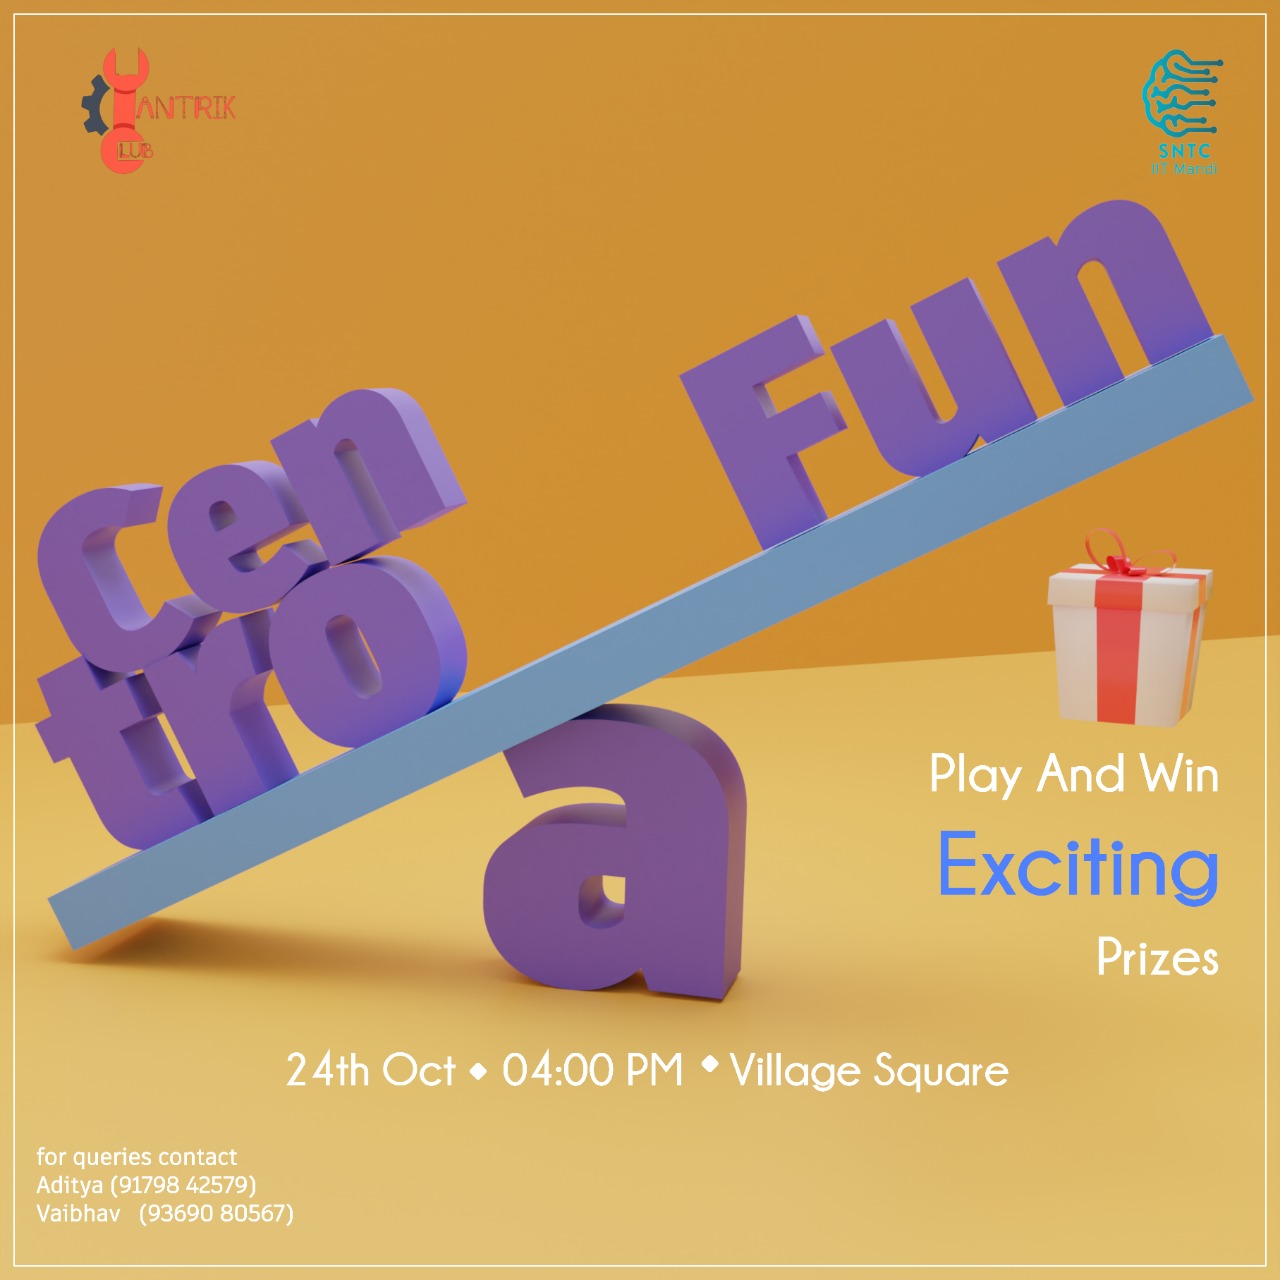 YANTRIK
CLUB
SNTC
IIT Mandi
Fun
Cen
tro
a
Play And Win
Exciting
Prizes
24th Oct ◆ 04:00 PM ◆ Village Square
for queries contact
Aditya (91798 42579)
Vaibhav (93690 80567)